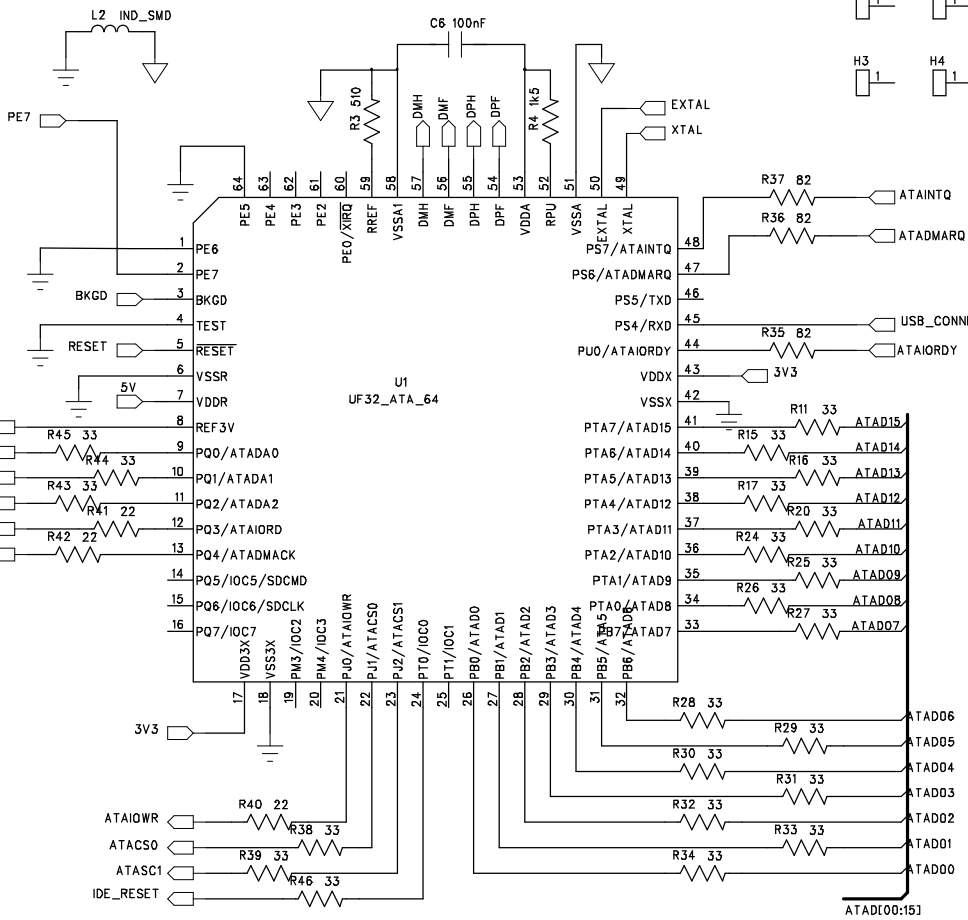 L2 IND_SMD
C6 100nF
1
1
H3 1
H4 1
PE7
R3 510
DMH
DMF
DPH
DPF
R4 1k5
EXTAL
XTAL
64 63 62 61 60 59 58 57 56 55 54 53 52 51 50 49
PE5
PE4
PE3
PE2
PE0/XIRQ
RREF
VSSA1
DMH
DMF
DPH
DPF
VDDA
RPU
VSSA
EXTAL
XTAL
R37 82
ATAINTQ
R36 82
ATADMARQ
1 PE6
2 PE7
BKGD 3 BKGD
4 TEST
RESET 5 RESET
6 VSSR
5V 7 VDDR
8 REF3V
R45 33 9 PQ0/ATADA0
R44 33 10 PQ1/ATADA1
R43 33 11 PQ2/ATADA2
R41 22 12 PQ3/ATAIORD
R42 22 13 PQ4/ATADMACK
14 PQ5/IOC5/SDCMD
15 PQ6/IOC6/SDCLK
16 PQ7/IOC7
U1
UF32_ATA_64
PS7/ATAINTQ 48
PS6/ATADMARQ 47
PS5/TXD 46
PS4/RXD 45
PU0/ATAIORDY 44 R35 82 ATAIORDY
VDDX 43 3V3
VSSX 42
PTA7/ATAD15 41 R11 33 ATAD15
PTA6/ATAD14 40 R15 33 ATAD14
PTA5/ATAD13 39 R16 33 ATAD13
PTA4/ATAD12 38 R17 33 ATAD12
PTA3/ATAD11 37 R20 33 ATAD11
PTA2/ATAD10 36 R24 33 ATAD10
PTA1/ATAD9 35 R25 33 ATAD09
PTA0/ATAD8 34 R26 33 ATAD08
33 R27 33 ATAD07
VDD3X
VSS3X
PM3/IOC2
PM4/IOC3
PJ0/ATAIOWR
PJ1/ATACS0
PJ2/ATACS1
PT0/IOC0
PT1/IOC1
PB0/ATAD0
PB1/ATAD1
PB2/ATAD2
PB3/ATAD3
PB4/ATAD4
17 18 19 20 21 22 23 24 25 26 27 28 29 30 31 32
3V3
R28 33 ATAD06
R29 33 ATAD05
R30 33 ATAD04
R31 33 ATAD03
ATAIOWR R40 22 R32 33 ATAD02
ATACS0 R38 33 R33 33 ATAD01
ATASC1 R39 33 R34 33 ATAD00
IDE_RESET R46 33
ATAD[00:15]